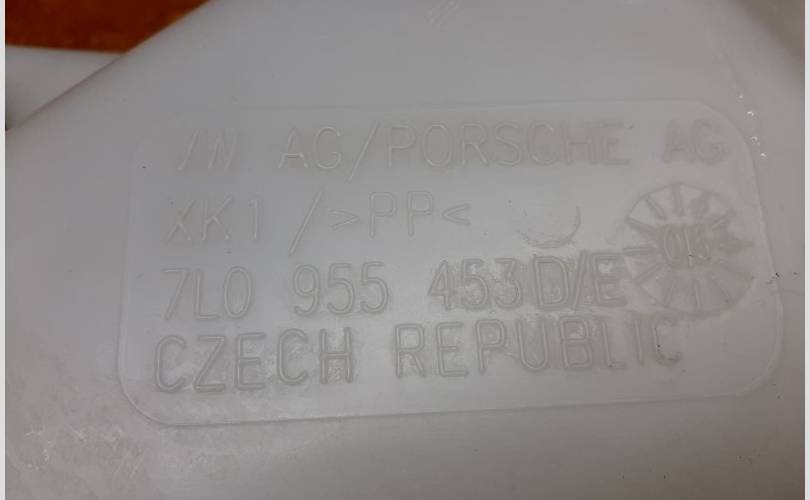 VW AG/PORSCHE AG
XK1 />PP<
7L0 955 453D/E
CZECH REPUBLIC